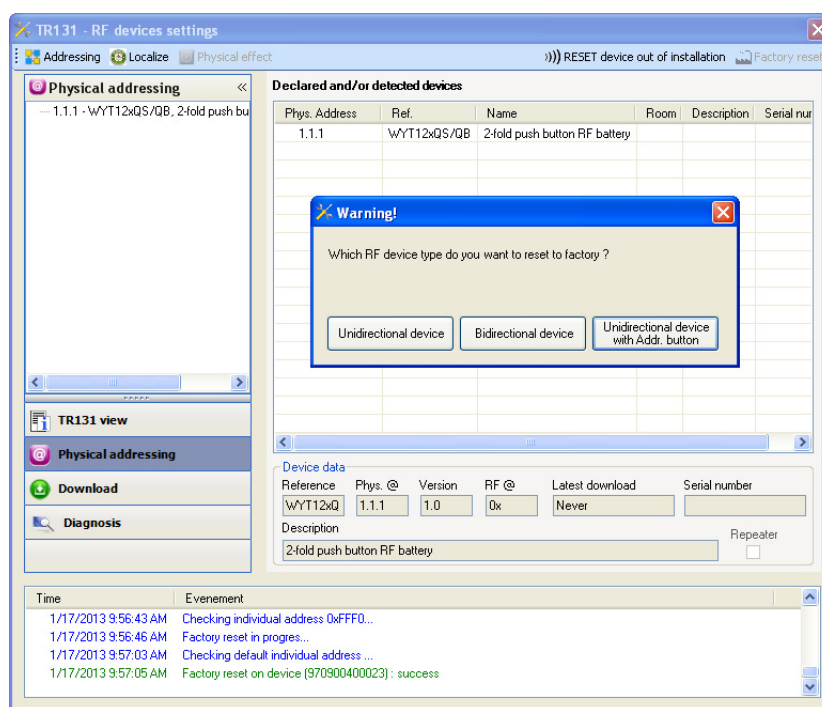 TR131 - RF devices settings
Addressing Localize Physical effect ))) RESET device out of installation Factory reset
Physical addressing «
1.1.1 - WYT12xQS/QB, 2-fold push bu
Declared and/or detected devices
Phys. Address Ref. Name Room Description Serial nur
1.1.1 WYT12xQS/QB 2-fold push button RF battery
Warning!
Which RF device type do you want to reset to factory ?
Unidirectional device Bidirectional device Unidirectional device
with Addr. button
TR131 view
Physical addressing
Download
Diagnosis
Device data
Reference Phys. @ Version RF @ Latest download Serial number
WYT12xQ 1.1.1 1.0 0x Never
Description
2-fold push button RF battery
Repeater
Time Evenement
1/17/2013 9:56:43 AM Checking individual address 0xFFF0...
1/17/2013 9:56:46 AM Factory reset in progres...
1/17/2013 9:57:03 AM Checking default individual address ...
1/17/2013 9:57:05 AM Factory reset on device (970900400023) : success